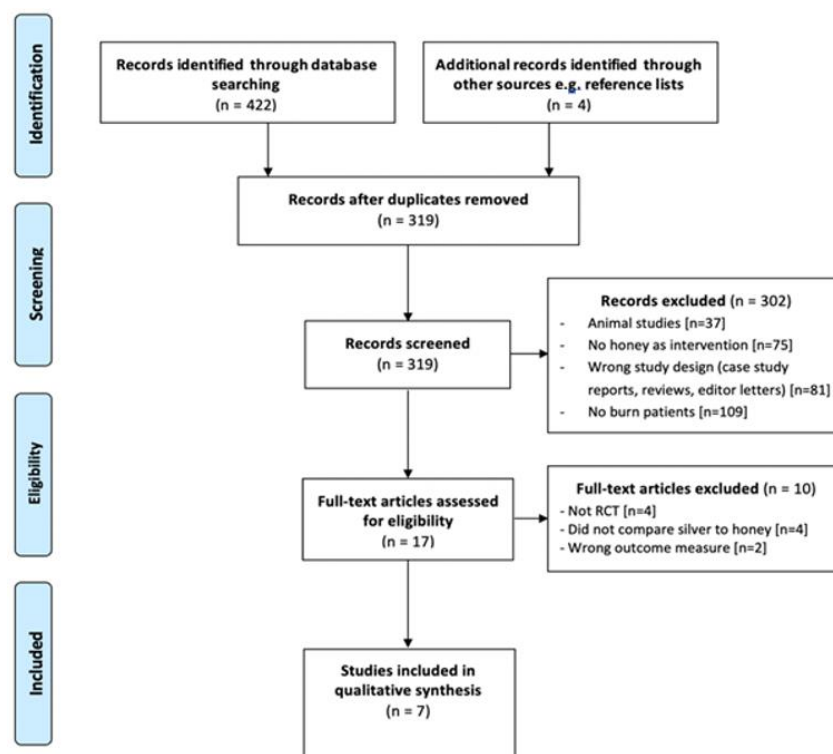 Identification
Records identified through database
searching
(n = 422)
Additional records identified through
other sources e.g. reference lists
(n = 4)
Records after duplicates removed
(n = 319)
Screening
Records screened
(n = 319)
Records excluded (n = 302)
- Animal studies [n=37]
- No honey as intervention [n=75]
- Wrong study design (case study
reports, reviews, editor letters) [n=81]
- No burn patients [n=109]
Eligibility
Full-text articles assessed
for eligibility
(n = 17)
Full-text articles excluded (n = 10)
- Not RCT [n=4]
- Did not compare silver to honey [n=4]
- Wrong outcome measure [n=2]
Included
Studies included in
qualitative synthesis
(n = 7)